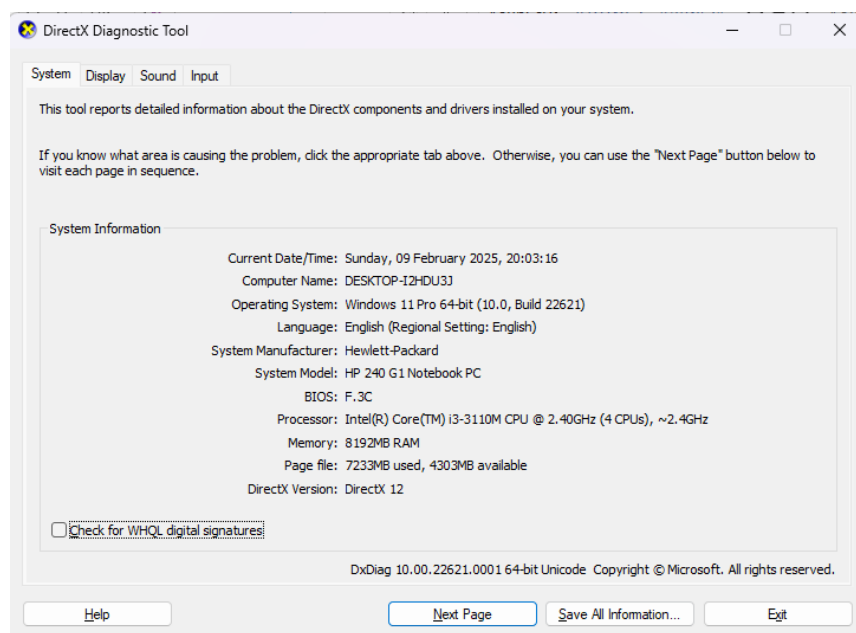 DirectX Diagnostic Tool
System Display Sound Input
This tool reports detailed information about the DirectX components and drivers installed on your system.
If you know what area is causing the problem, click the appropriate tab above. Otherwise, you can use the "Next Page" button below to
visit each page in sequence.
System Information
Current Date/Time: Sunday, 09 February 2025, 20:03:16
Computer Name: DESKTOP-I2HDU3J
Operating System: Windows 11 Pro 64-bit (10.0, Build 22621)
Language: English (Regional Setting: English)
System Manufacturer: Hewlett-Packard
System Model: HP 240 G1 Notebook PC
BIOS: F.3C
Processor: Intel(R) Core(TM) i3-3110M CPU @ 2.40GHz (4 CPUs), ~2.4GHz
Memory: 8192MB RAM
Page file: 7233MB used, 4303MB available
DirectX Version: DirectX 12
Check for WHQL digital signatures
DxDiag 10.00.22621.0001 64-bit Unicode Copyright © Microsoft. All rights reserved.
Help Next Page Save All Information... Exit